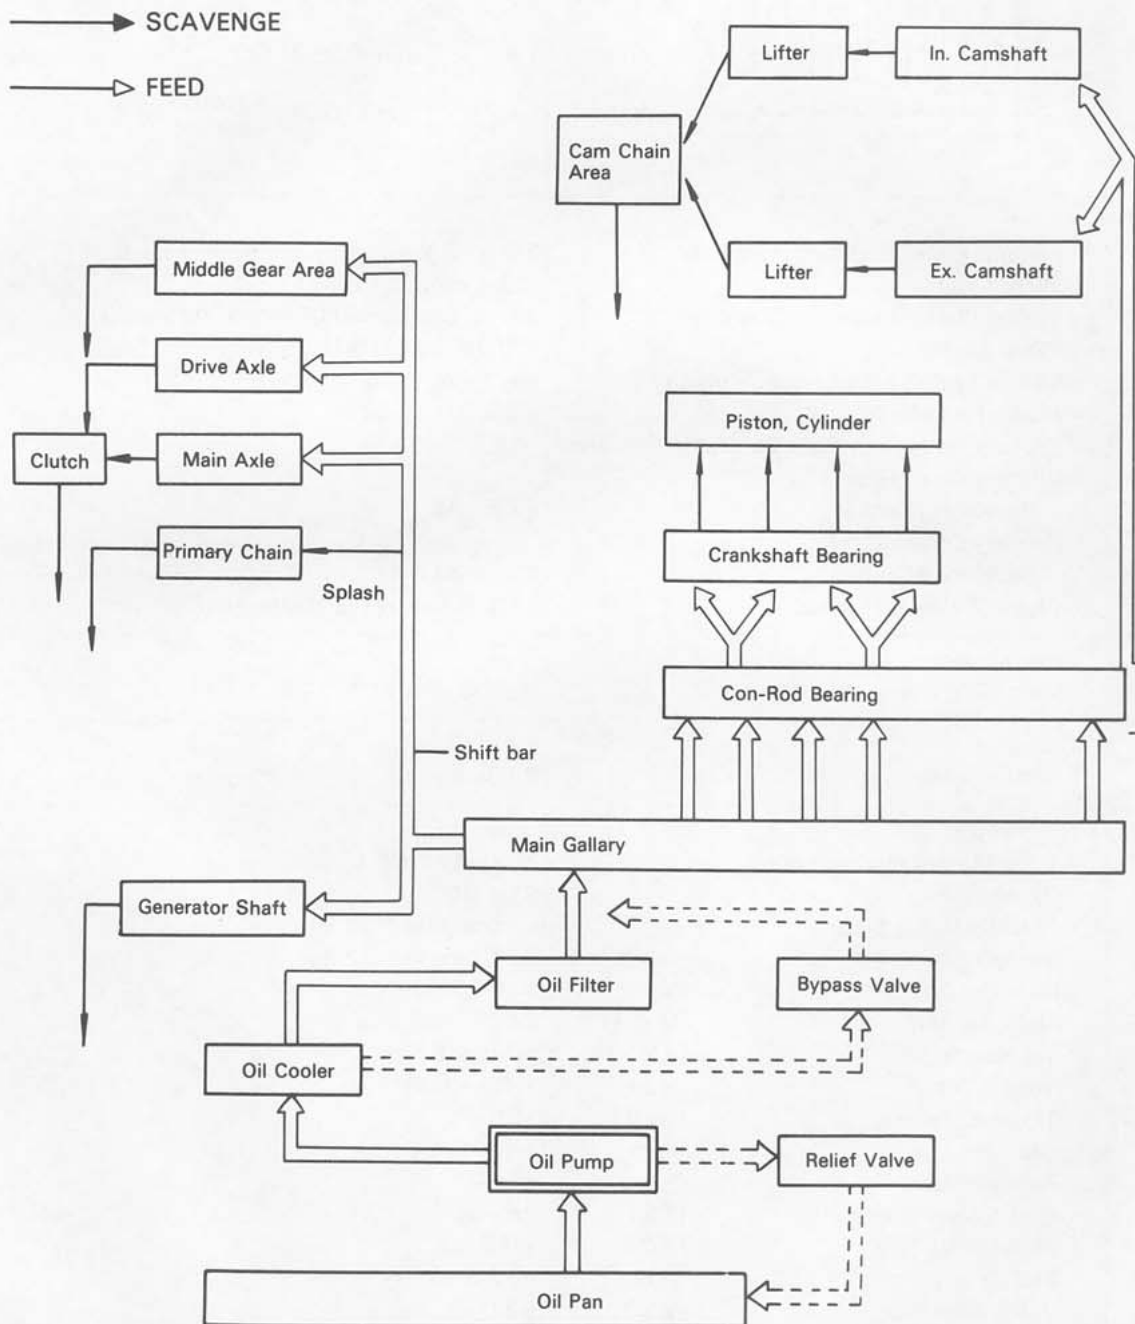 SCAVENGE
FEED
Lifter
In. Camshaft
Cam Chain
Area
Lifter
Ex. Camshaft
Middle Gear Area
Drive Axle
Clutch
Main Axle
Primary Chain
Splash
Piston, Cylinder
Crankshaft Bearing
Con-Rod Bearing
Shift bar
Main Gallary
Generator Shaft
Oil Filter
Bypass Valve
Oil Cooler
Oil Pump
Relief Valve
Oil Pan